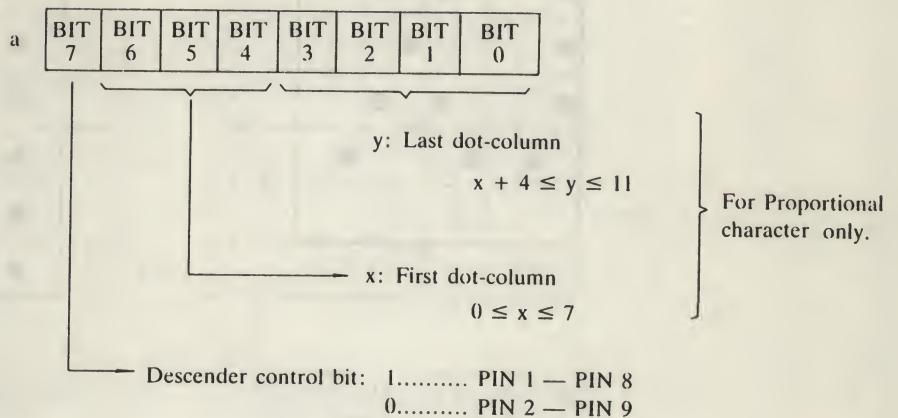 a BIT 7 BIT 6 BIT 5 BIT 4 BIT 3 BIT 2 BIT 1 BIT 0
y: Last dot-column
x + 4 ≤ y ≤ 11
For Proportional
character only.
x: First dot-column
0 ≤ x ≤ 7
Descender control bit: 1.......... PIN 1 — PIN 8
0.......... PIN 2 — PIN 9